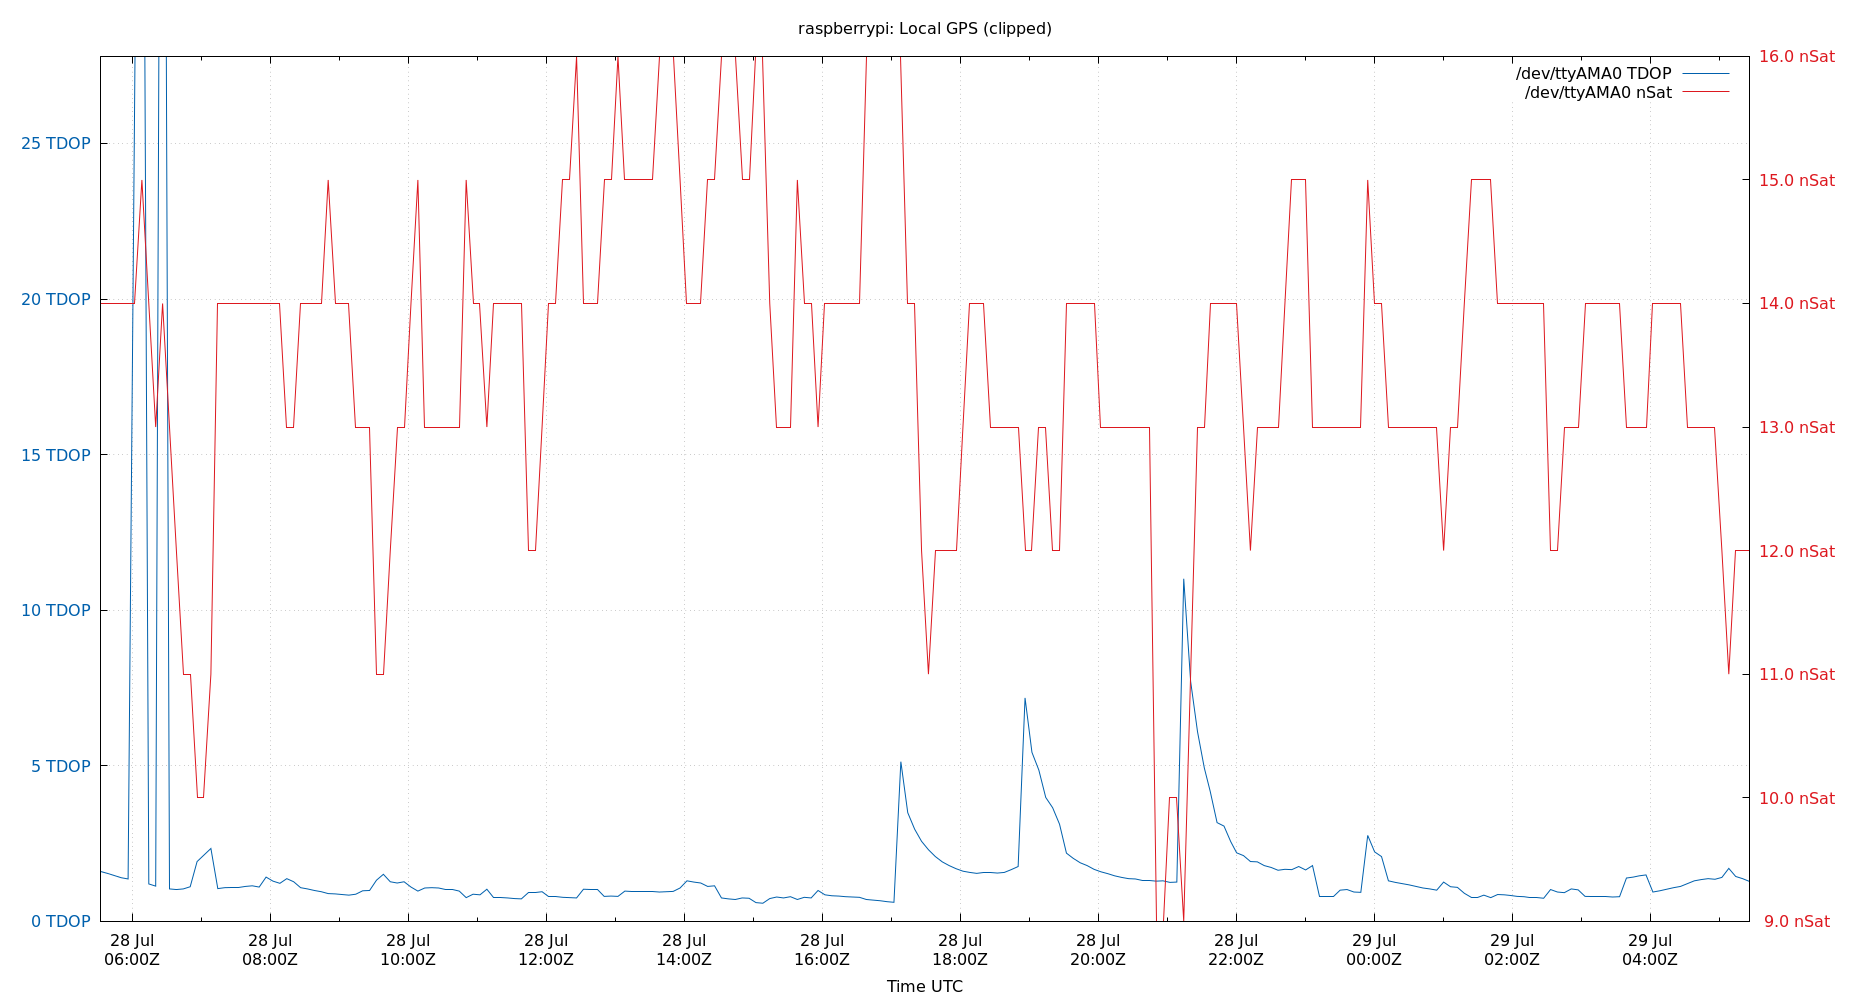 raspberrypi: Local GPS (clipped)
/dev/ttyAMA0 TDOP
/dev/ttyAMA0 nSat
25 TDOP
20 TDOP
15 TDOP
10 TDOP
5 TDOP
0 TDOP
16.0 nSat
15.0 nSat
14.0 nSat
13.0 nSat
12.0 nSat
11.0 nSat
10.0 nSat
9.0 nSat
28 Jul
06:00Z
28 Jul
08:00Z
28 Jul
10:00Z
28 Jul
12:00Z
28 Jul
14:00Z
28 Jul
16:00Z
28 Jul
18:00Z
28 Jul
20:00Z
28 Jul
22:00Z
29 Jul
00:00Z
29 Jul
02:00Z
29 Jul
04:00Z
Time UTC